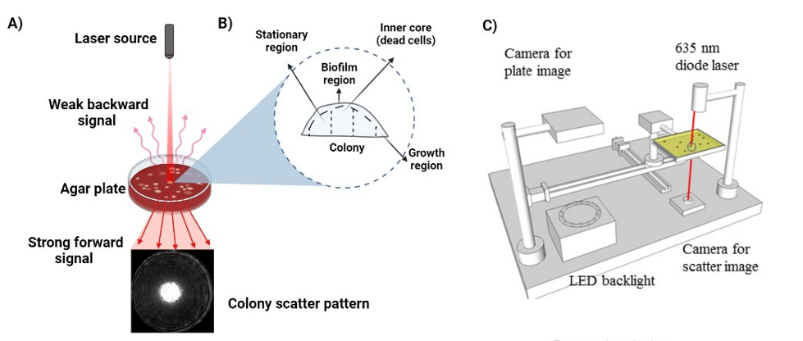 A)
Laser source
Weak backward
signal
Agar plate
Strong forward
signal
Colony scatter pattern
B)
Stationary
region
Inner core
(dead cells)
Biofilm
region
Colony
Growth
region
C)
Camera for
plate image
635 nm
diode laser
LED backlight
Camera for
scatter image